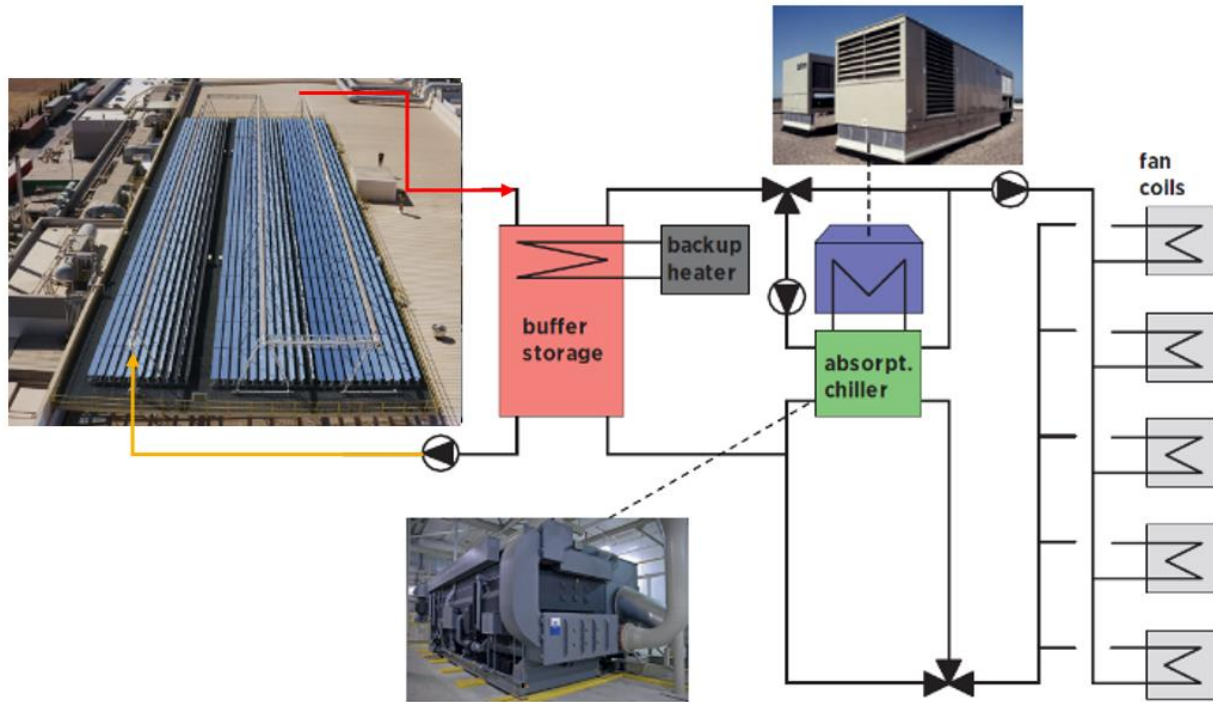 fan
coils
backup
heater
buffer
storage
absorpt.
chiller